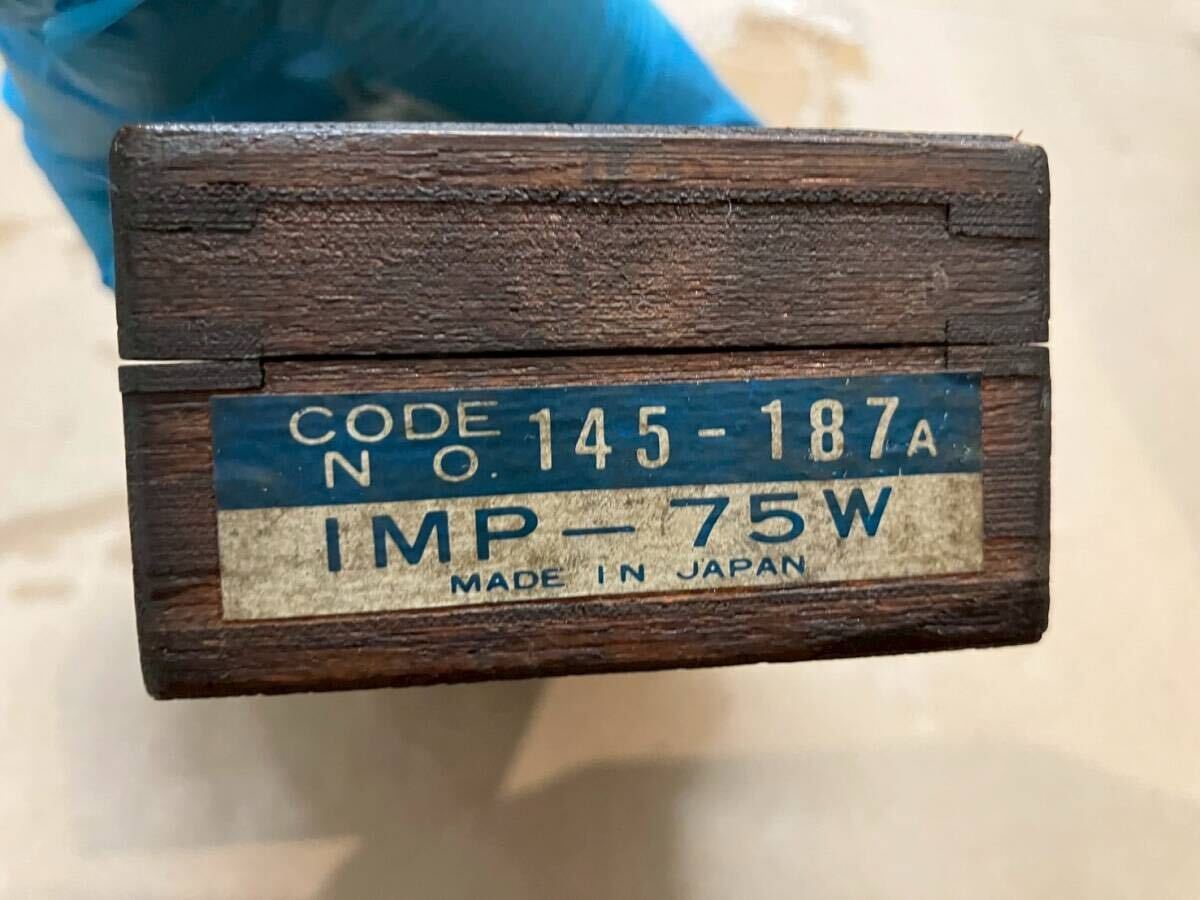 CODE NO. 145-187A
IMP-75W
MADE IN JAPAN